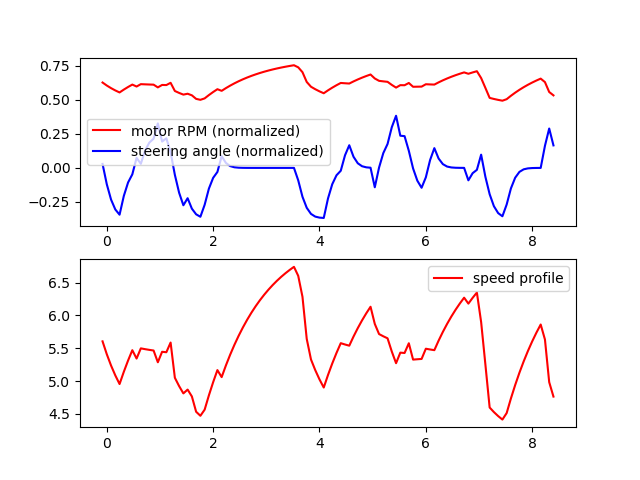 0.75
0.50
0.25
0.00
−0.25
motor RPM (normalized)
steering angle (normalized)
0 2 4 6 8
6.5
6.0
5.5
5.0
4.5
speed profile
0 2 4 6 8